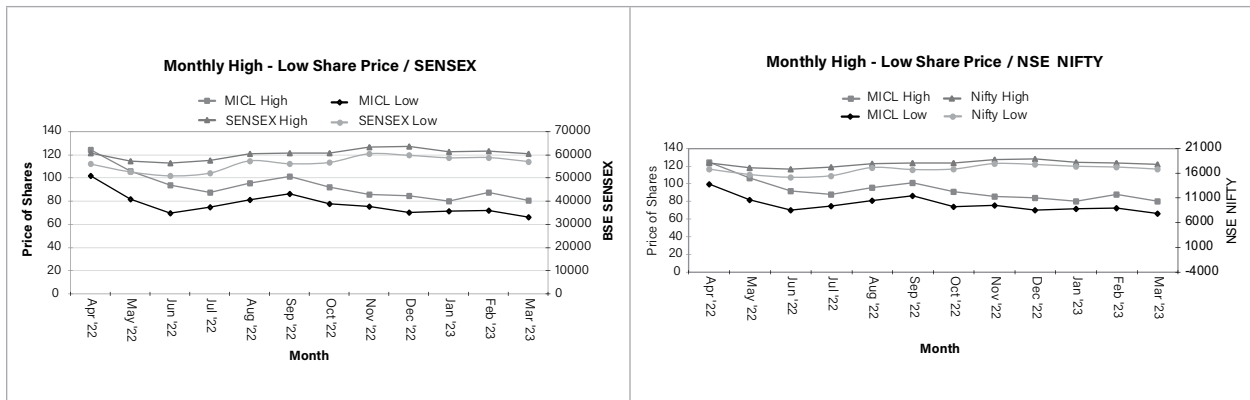 Monthly High - Low Share Price / SENSEX
MICL High
MICL Low
SENSEX High
SENSEX Low
140
120
100
80
60
40
20
0
Price of Shares
70000
60000
50000
40000
30000
20000
10000
0
BSE SENSEX
Apr '22
May '22
Jun '22
Jul '22
Aug '22
Sep '22
Oct '22
Nov '22
Dec '22
Jan '23
Feb '23
Mar '23
Month
Monthly High - Low Share Price / NSE NIFTY
MICL High
Nifty High
MICL Low
Nifty Low
140
120
100
80
60
40
20
0
Price of Shares
21000
16000
11000
6000
1000
-4000
NSE NIFTY
Apr '22
May '22
Jun '22
Jul '22
Aug '22
Sep '22
Oct '22
Nov '22
Dec '22
Jan '23
Feb '23
Mar '23
Month